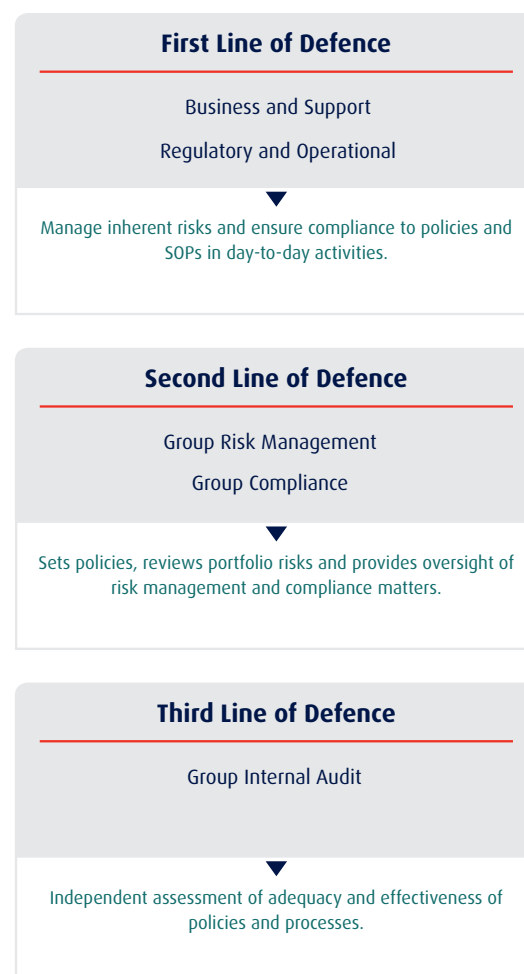 First Line of Defence
Business and Support
Regulatory and Operational
Manage inherent risks and ensure compliance to policies and
SOPs in day-to-day activities.
Second Line of Defence
Group Risk Management
Group Compliance
Sets policies, reviews portfolio risks and provides oversight of
risk management and compliance matters.
Third Line of Defence
Group Internal Audit
Independent assessment of adequacy and effectiveness of
policies and processes.